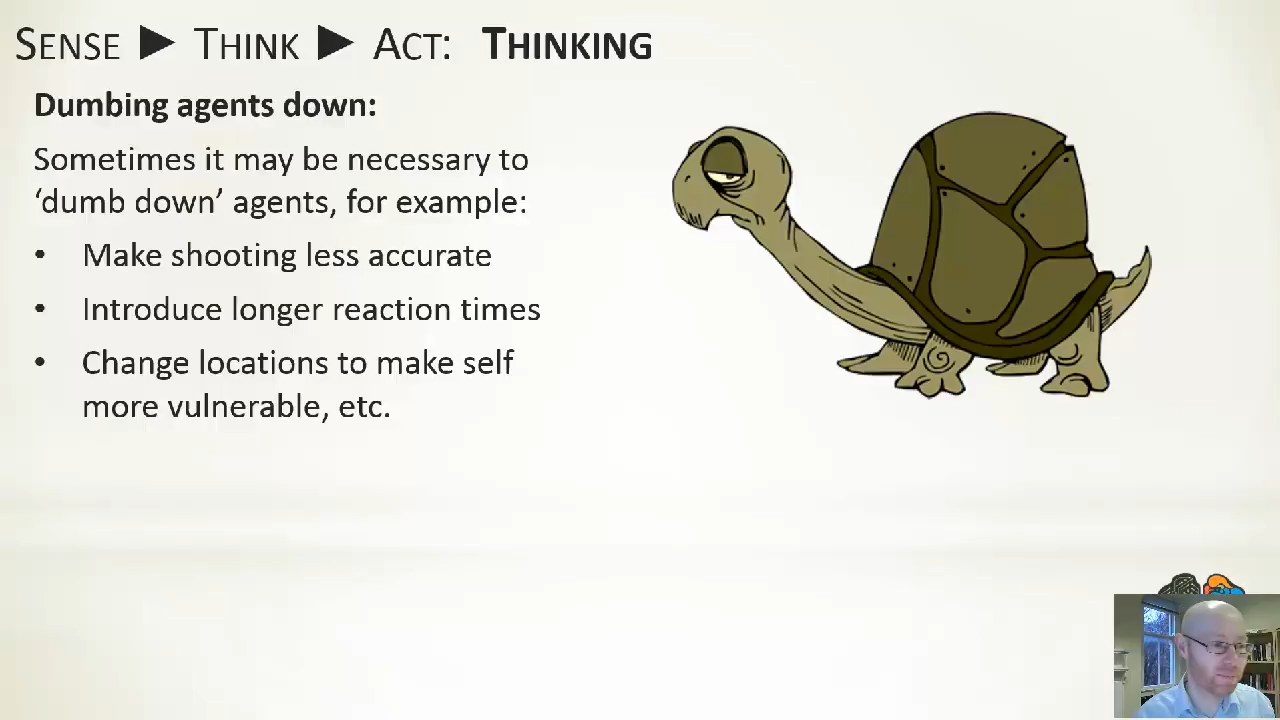 SENSE ► THINK ► ACT: THINKING
Dumbing agents down:
Sometimes it may be necessary to
‘dumb down’ agents, for example:
• Make shooting less accurate
• Introduce longer reaction times
• Change locations to make self
more vulnerable, etc.